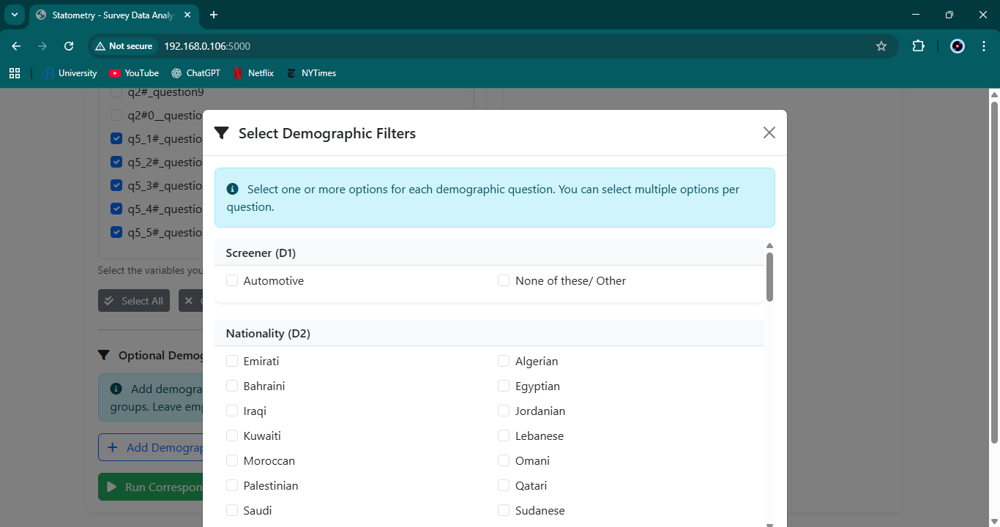 Statometry - Survey Data Analy
Not secure
192.168.0.106:5000
University
YouTube
ChatGPT
Netflix
NYTimes
q2#_question9
q2#0__questio
q5_1#_questio
q5_2#_questio
q5_3#_questio
q5_4#_questio
q5_5#_questio
Select the variables you
Select All
Optional Demog
Add demogra
groups. Leave em
Add Demograp
Run Correspon
Select Demographic Filters
Select one or more options for each demographic question. You can select multiple options per
question.
Screener (D1)
Automotive
None of these/ Other
Nationality (D2)
Emirati
Algerian
Bahraini
Egyptian
Iraqi
Jordanian
Kuwaiti
Lebanese
Moroccan
Omani
Palestinian
Qatari
Saudi
Sudanese